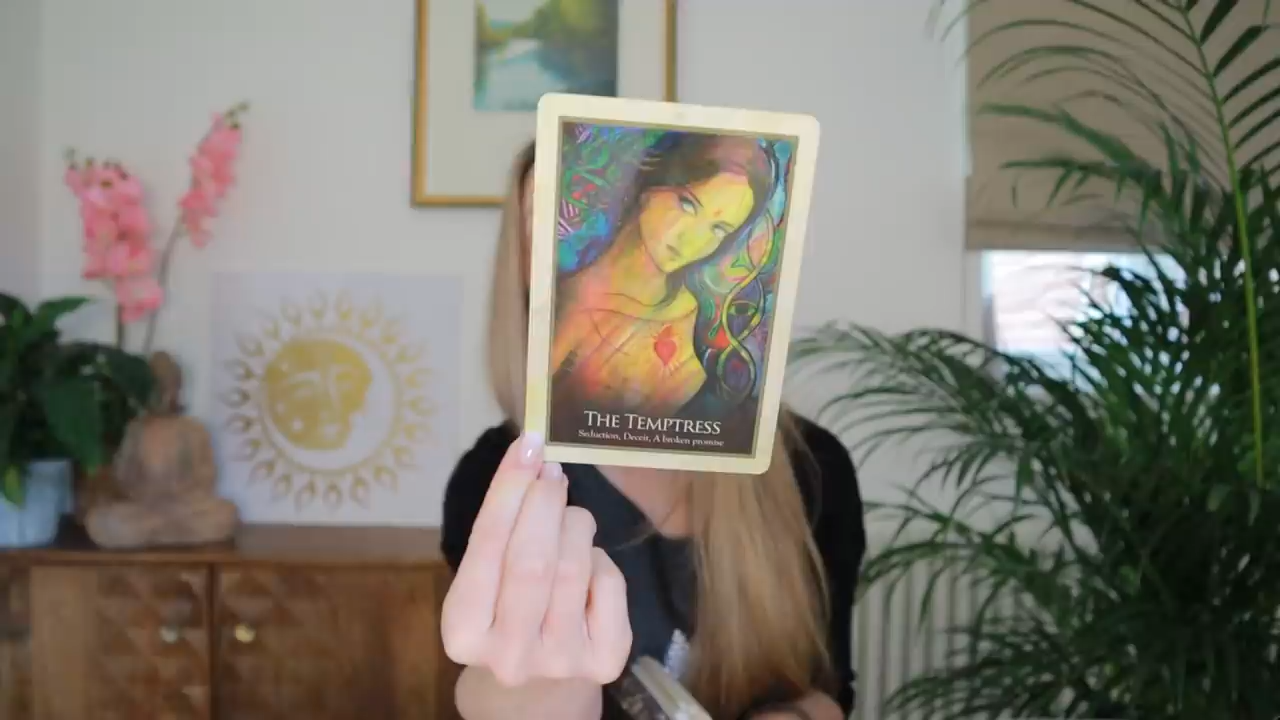 THE TEMPTRESS
Seduction, Deceit, A broken promise